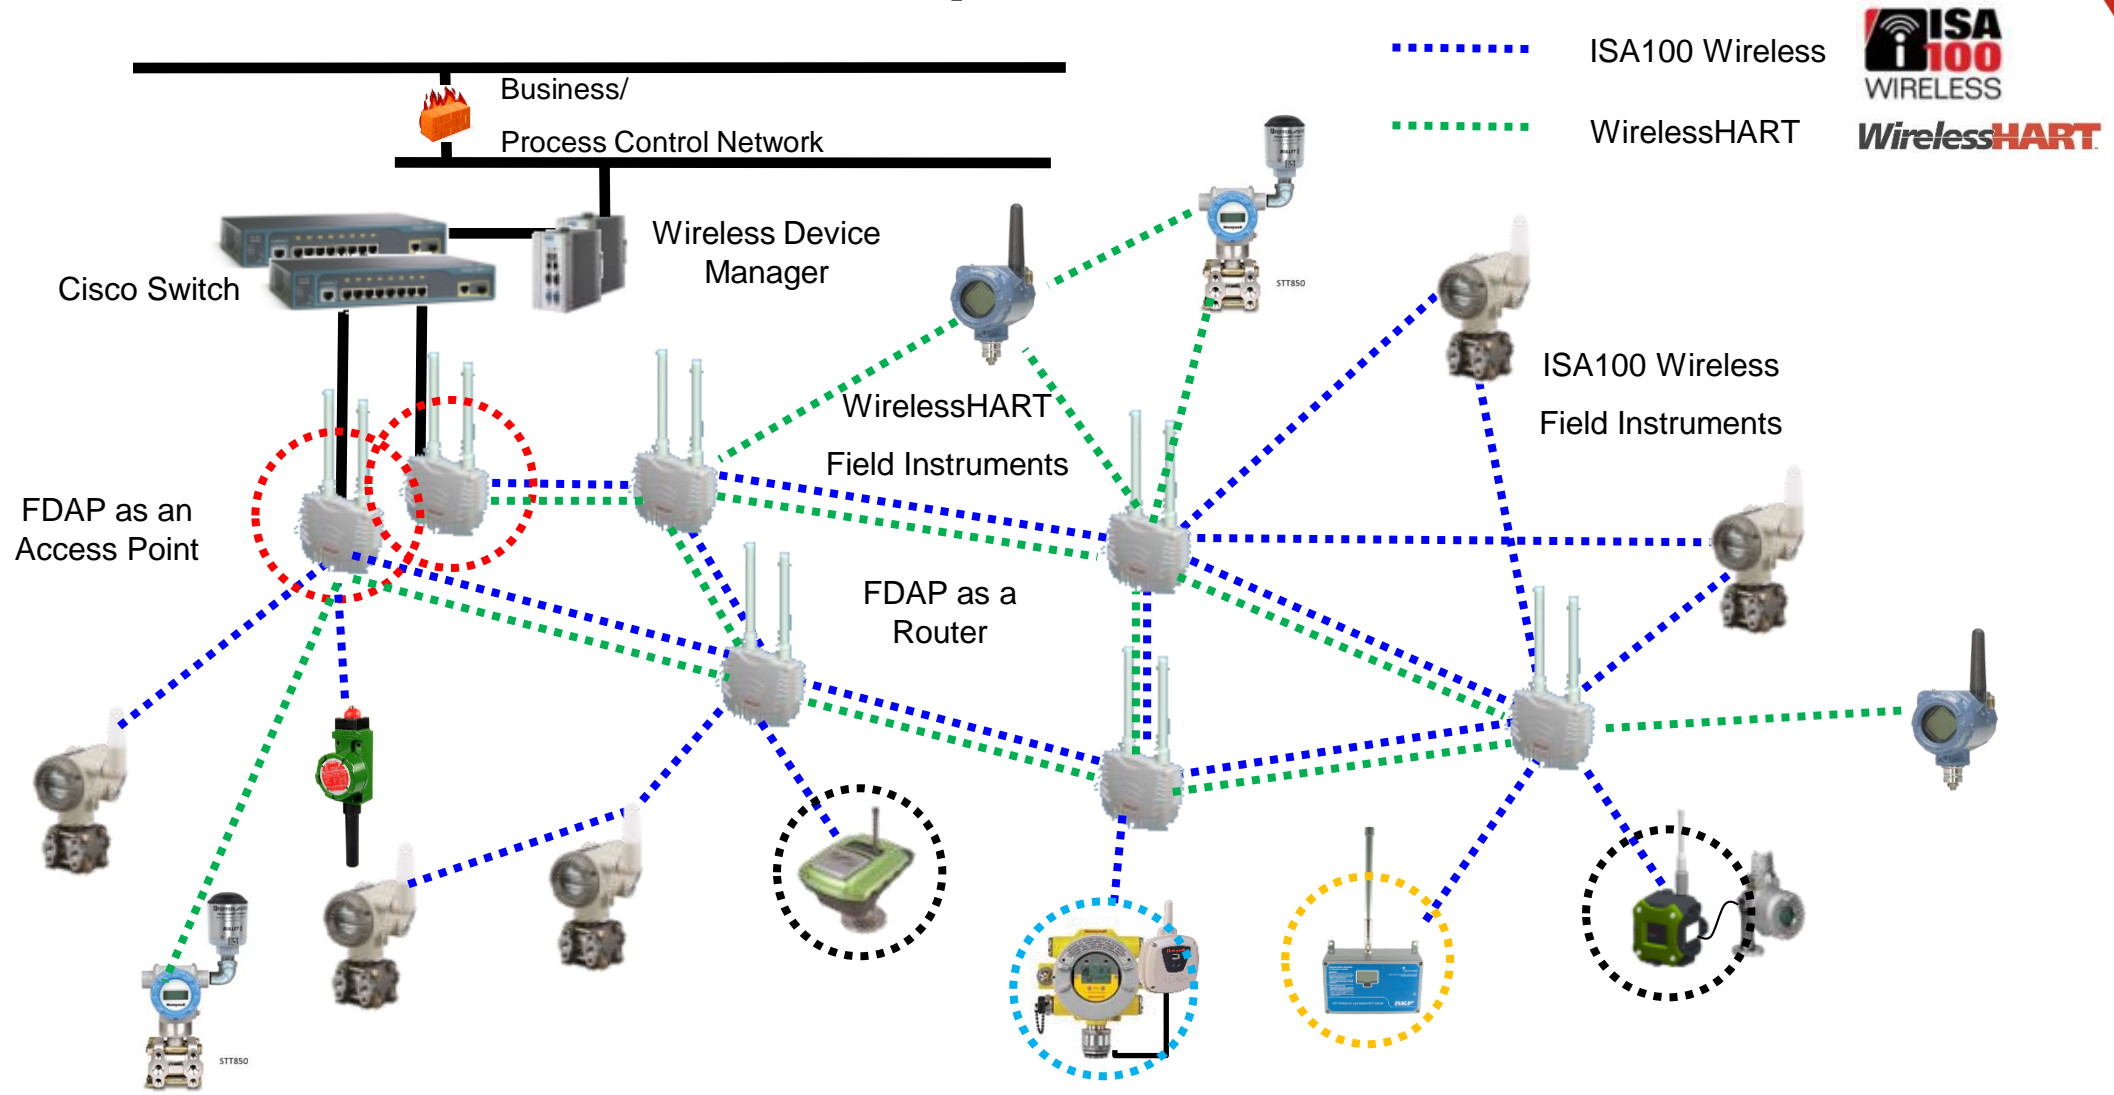 ISA100 Wireless
ISA
100
WIRELESS
WirelessHART
WirelessHART
Business/
Process Control Network
Wireless Device
Manager
Cisco Switch
STT850
ISA100 Wireless
Field Instruments
WirelessHART
Field Instruments
FDAP as an
Access Point
FDAP as a
Router
SKF
STT850